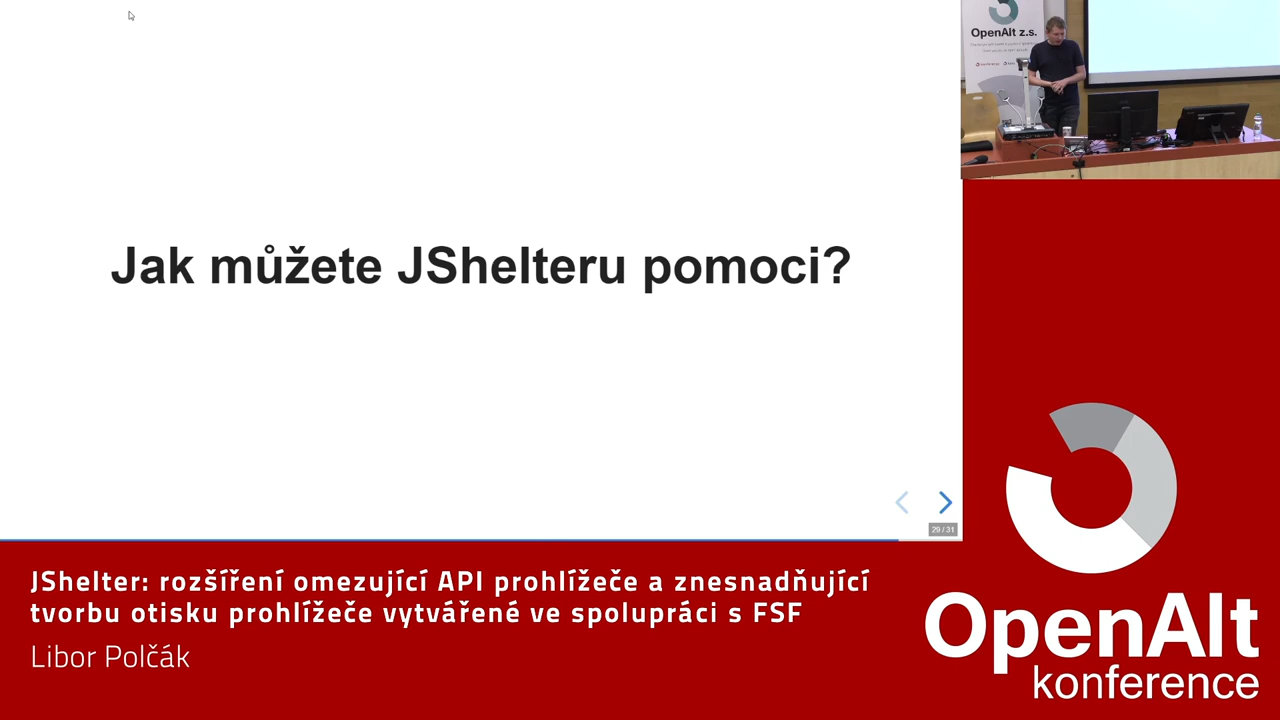 Jak můžete JShelteru pomoci?
29 / 31
OpenAlt z.s.
JShelter: rozšíření omezující API prohlížeče a znesnadňující
tvorbu otisku prohlížeče vytvářené ve spolupráci s FSF
Libor Polčák
OpenAlt
konference